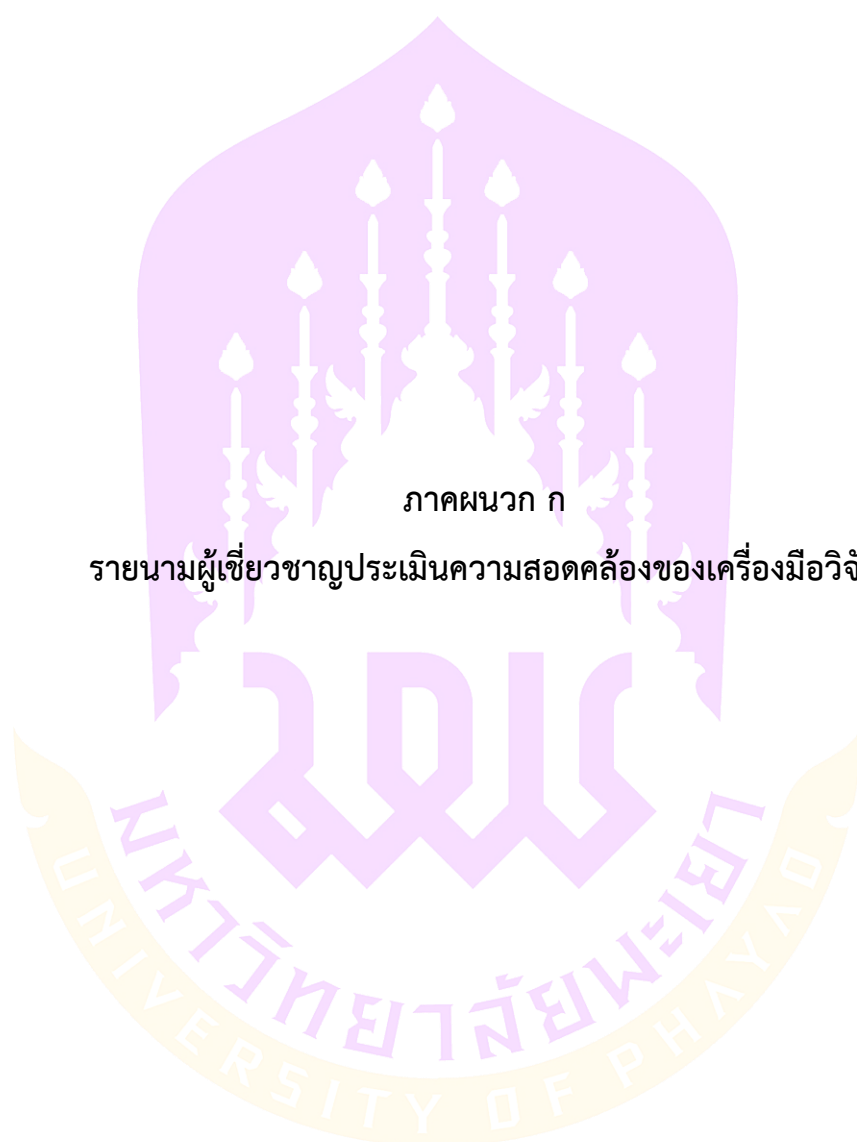 ภาคผนวก ก
รายนามผู้เชี่ยวชาญประเมินความสอดคล้องของเครื่องมือวิจั
มหาวิทยาลัยพะเยา
UNIVERSITY OF PHAYAO